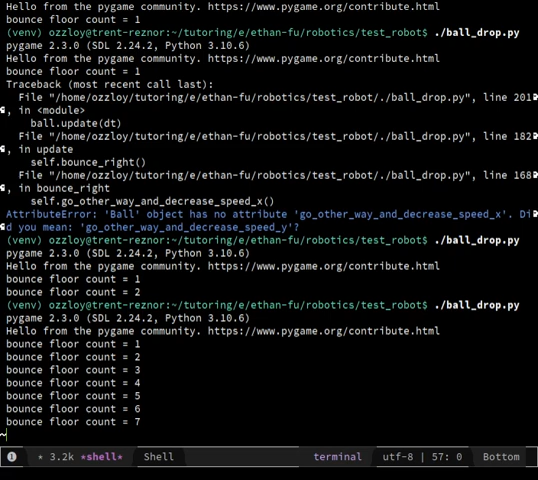 Hello from the pygame community. https://www.pygame.org/contribute.html
bounce floor count = 1
(venv) ozzloy@trent-reznor:~/tutoring/e/ethan-fu/robotics/test_robot$ ./ball_drop.py
pygame 2.3.0 (SDL 2.24.2, Python 3.10.6)
Hello from the pygame community. https://www.pygame.org/contribute.html
bounce floor count = 1
Traceback (most recent call last):
  File "/home/ozzloy/tutoring/e/ethan-fu/robotics/test_robot/./ball_drop.py", line 201
, in <module>
    ball.update(dt)
  File "/home/ozzloy/tutoring/e/ethan-fu/robotics/test_robot/./ball_drop.py", line 182
, in update
    self.bounce_right()
  File "/home/ozzloy/tutoring/e/ethan-fu/robotics/test_robot/./ball_drop.py", line 168
, in bounce_right
    self.go_other_way_and_decrease_speed_x()
AttributeError: 'Ball' object has no attribute 'go_other_way_and_decrease_speed_x'. Di
d you mean: 'go_other_way_and_decrease_speed_y'?
(venv) ozzloy@trent-reznor:~/tutoring/e/ethan-fu/robotics/test_robot$ ./ball_drop.py
pygame 2.3.0 (SDL 2.24.2, Python 3.10.6)
Hello from the pygame community. https://www.pygame.org/contribute.html
bounce floor count = 1
bounce floor count = 2
(venv) ozzloy@trent-reznor:~/tutoring/e/ethan-fu/robotics/test_robot$ ./ball_drop.py
pygame 2.3.0 (SDL 2.24.2, Python 3.10.6)
Hello from the pygame community. https://www.pygame.org/contribute.html
bounce floor count = 1
bounce floor count = 2
bounce floor count = 3
bounce floor count = 4
bounce floor count = 5
bounce floor count = 6
bounce floor count = 7
~
1 * 3.2k *shell* Shell terminal utf-8 | 57: 0 Bottom